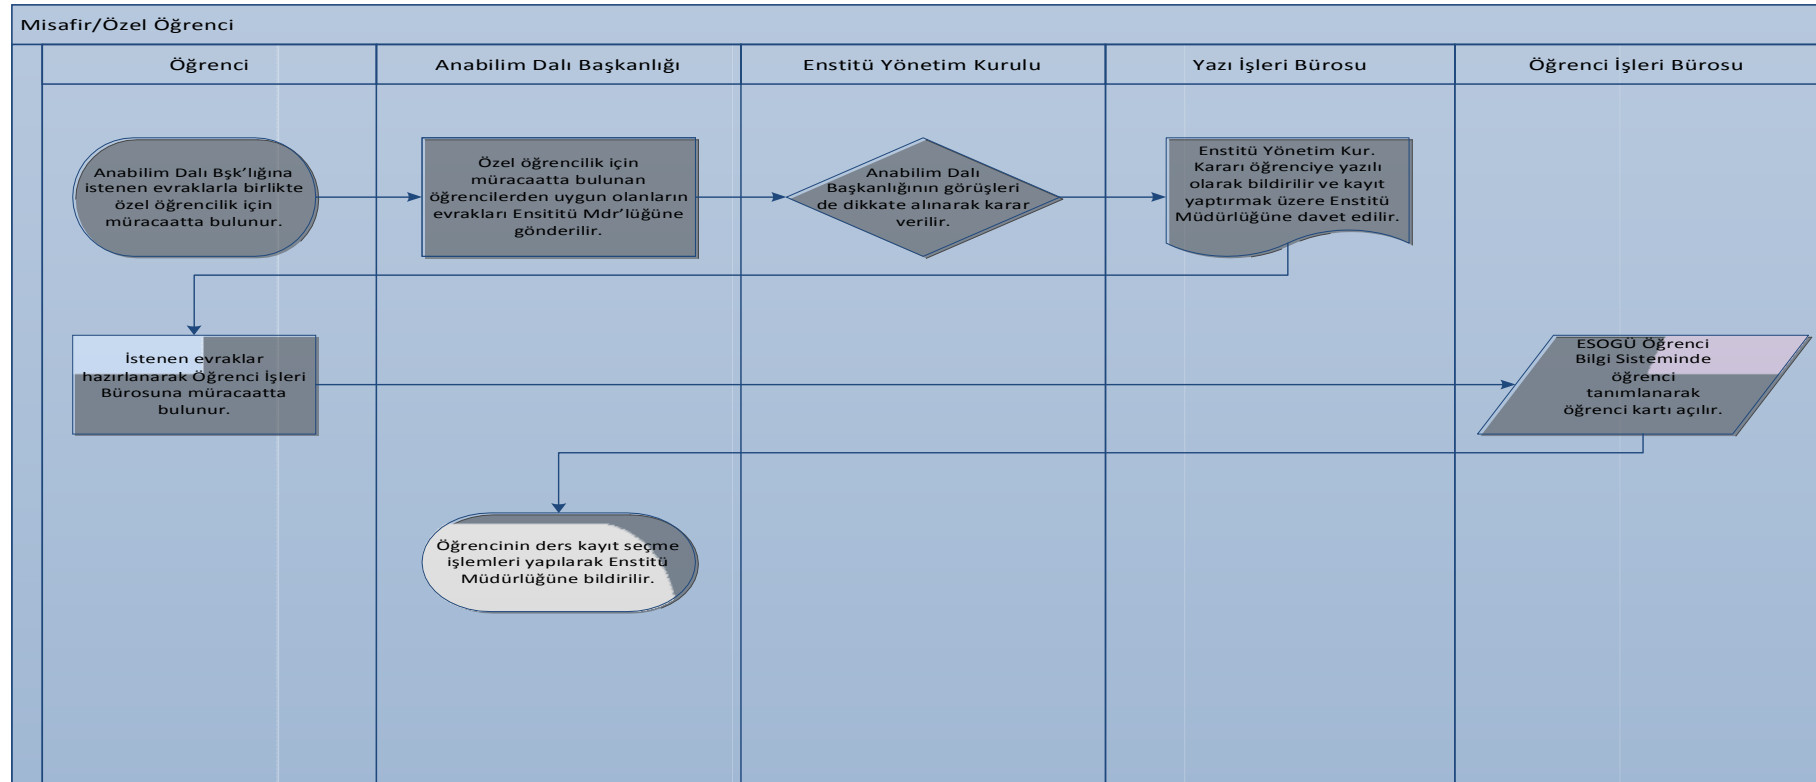 Misafir/Özel Öğrenci
Öğrenci
Anabilim Dalı Başkanlığı
Enstitü Yönetim Kurulu
Yazı İşleri Bürosu
Öğrenci İşleri Bürosu
Anabilim Dalı Bşk'lığına
istenen evraklarla birlikte
özel öğrencilik için
müracaatta bulunur.
Özel öğrencilik için
müracaatta bulunan
öğrencilerden uygun olanların
evrakları Ensititü Mdr'lüğüne
gönderilir.
Anabilim Dalı
Başkanlığının görüşleri
de dikkate alınarak karar
verilir.
Enstitü Yönetim Kur.
Kararı öğrenciye yazılı
olarak bildirilir ve kayıt
yaptırmak üzere Enstitü
Müdürlüğüne davet edilir.
İstenen evraklar
hazırlanarak Öğrenci İşleri
Bürosuna müracaatta
bulunur.
ESOGÜ Öğrenci
Bilgi Sisteminde
öğrenci
tanımlanarak
öğrenci kartı açılır.
Öğrencinin ders kayıt seçme
işlemleri yapılarak Enstitü
Müdürlüğüne bildirilir.